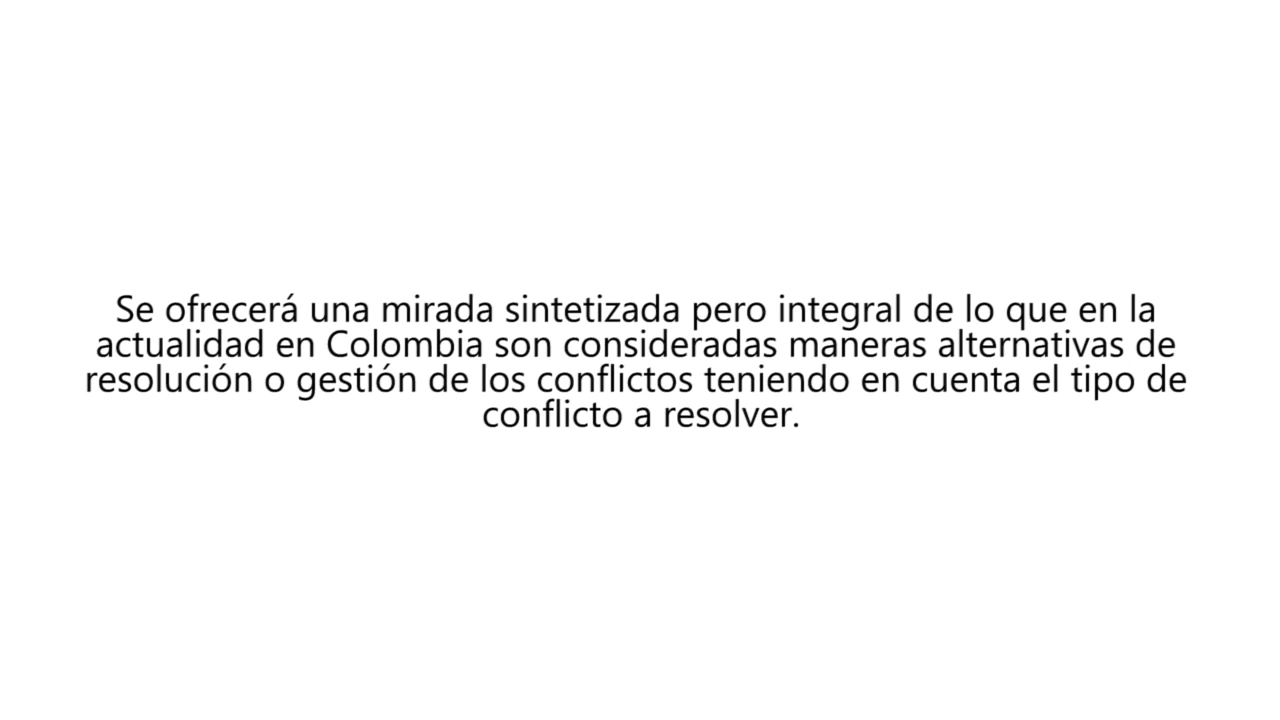 Se ofrecerá una mirada sintetizada pero integral de lo que en la
actualidad en Colombia son consideradas maneras alternativas de
resolución o gestión de los conflictos teniendo en cuenta el tipo de
conflicto a resolver.